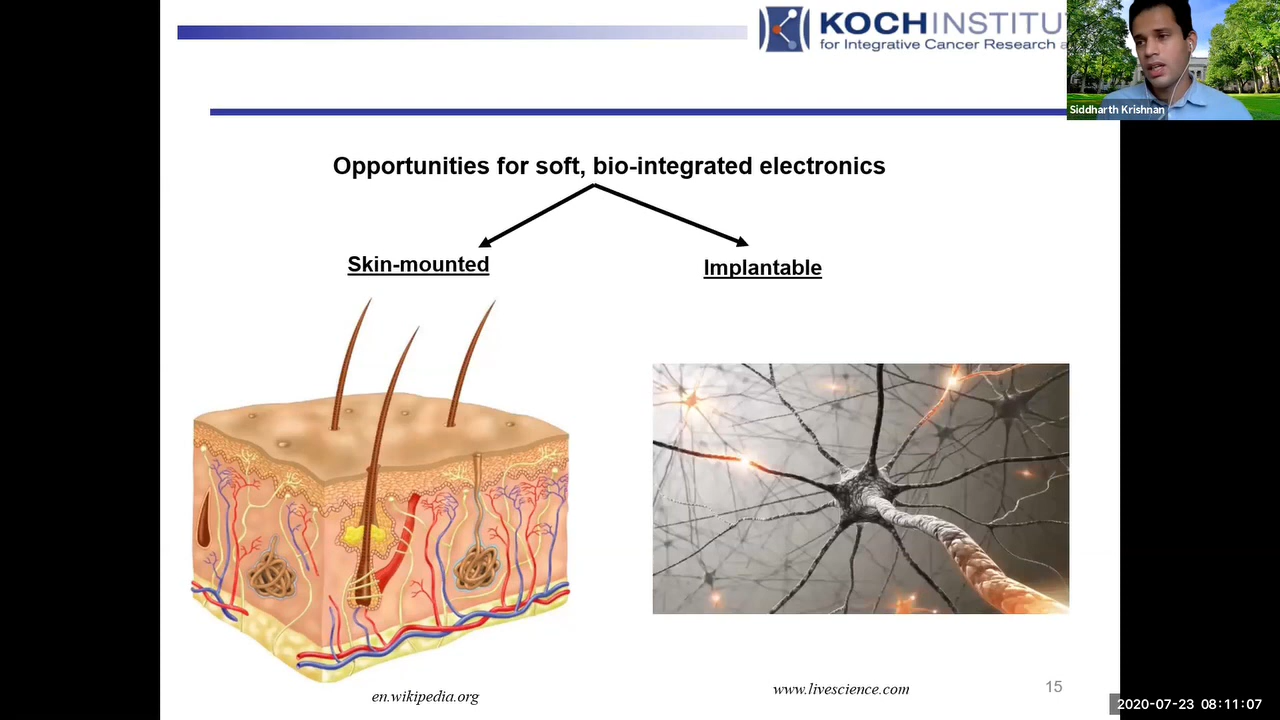 KOCH INSTITU
for Integrative Cancer Research a
Siddharth Krishnan
Opportunities for soft, bio-integrated electronics
Skin-mounted
Implantable
en.wikipedia.org
www.livescience.com
15
2020-07-23 08:11:07